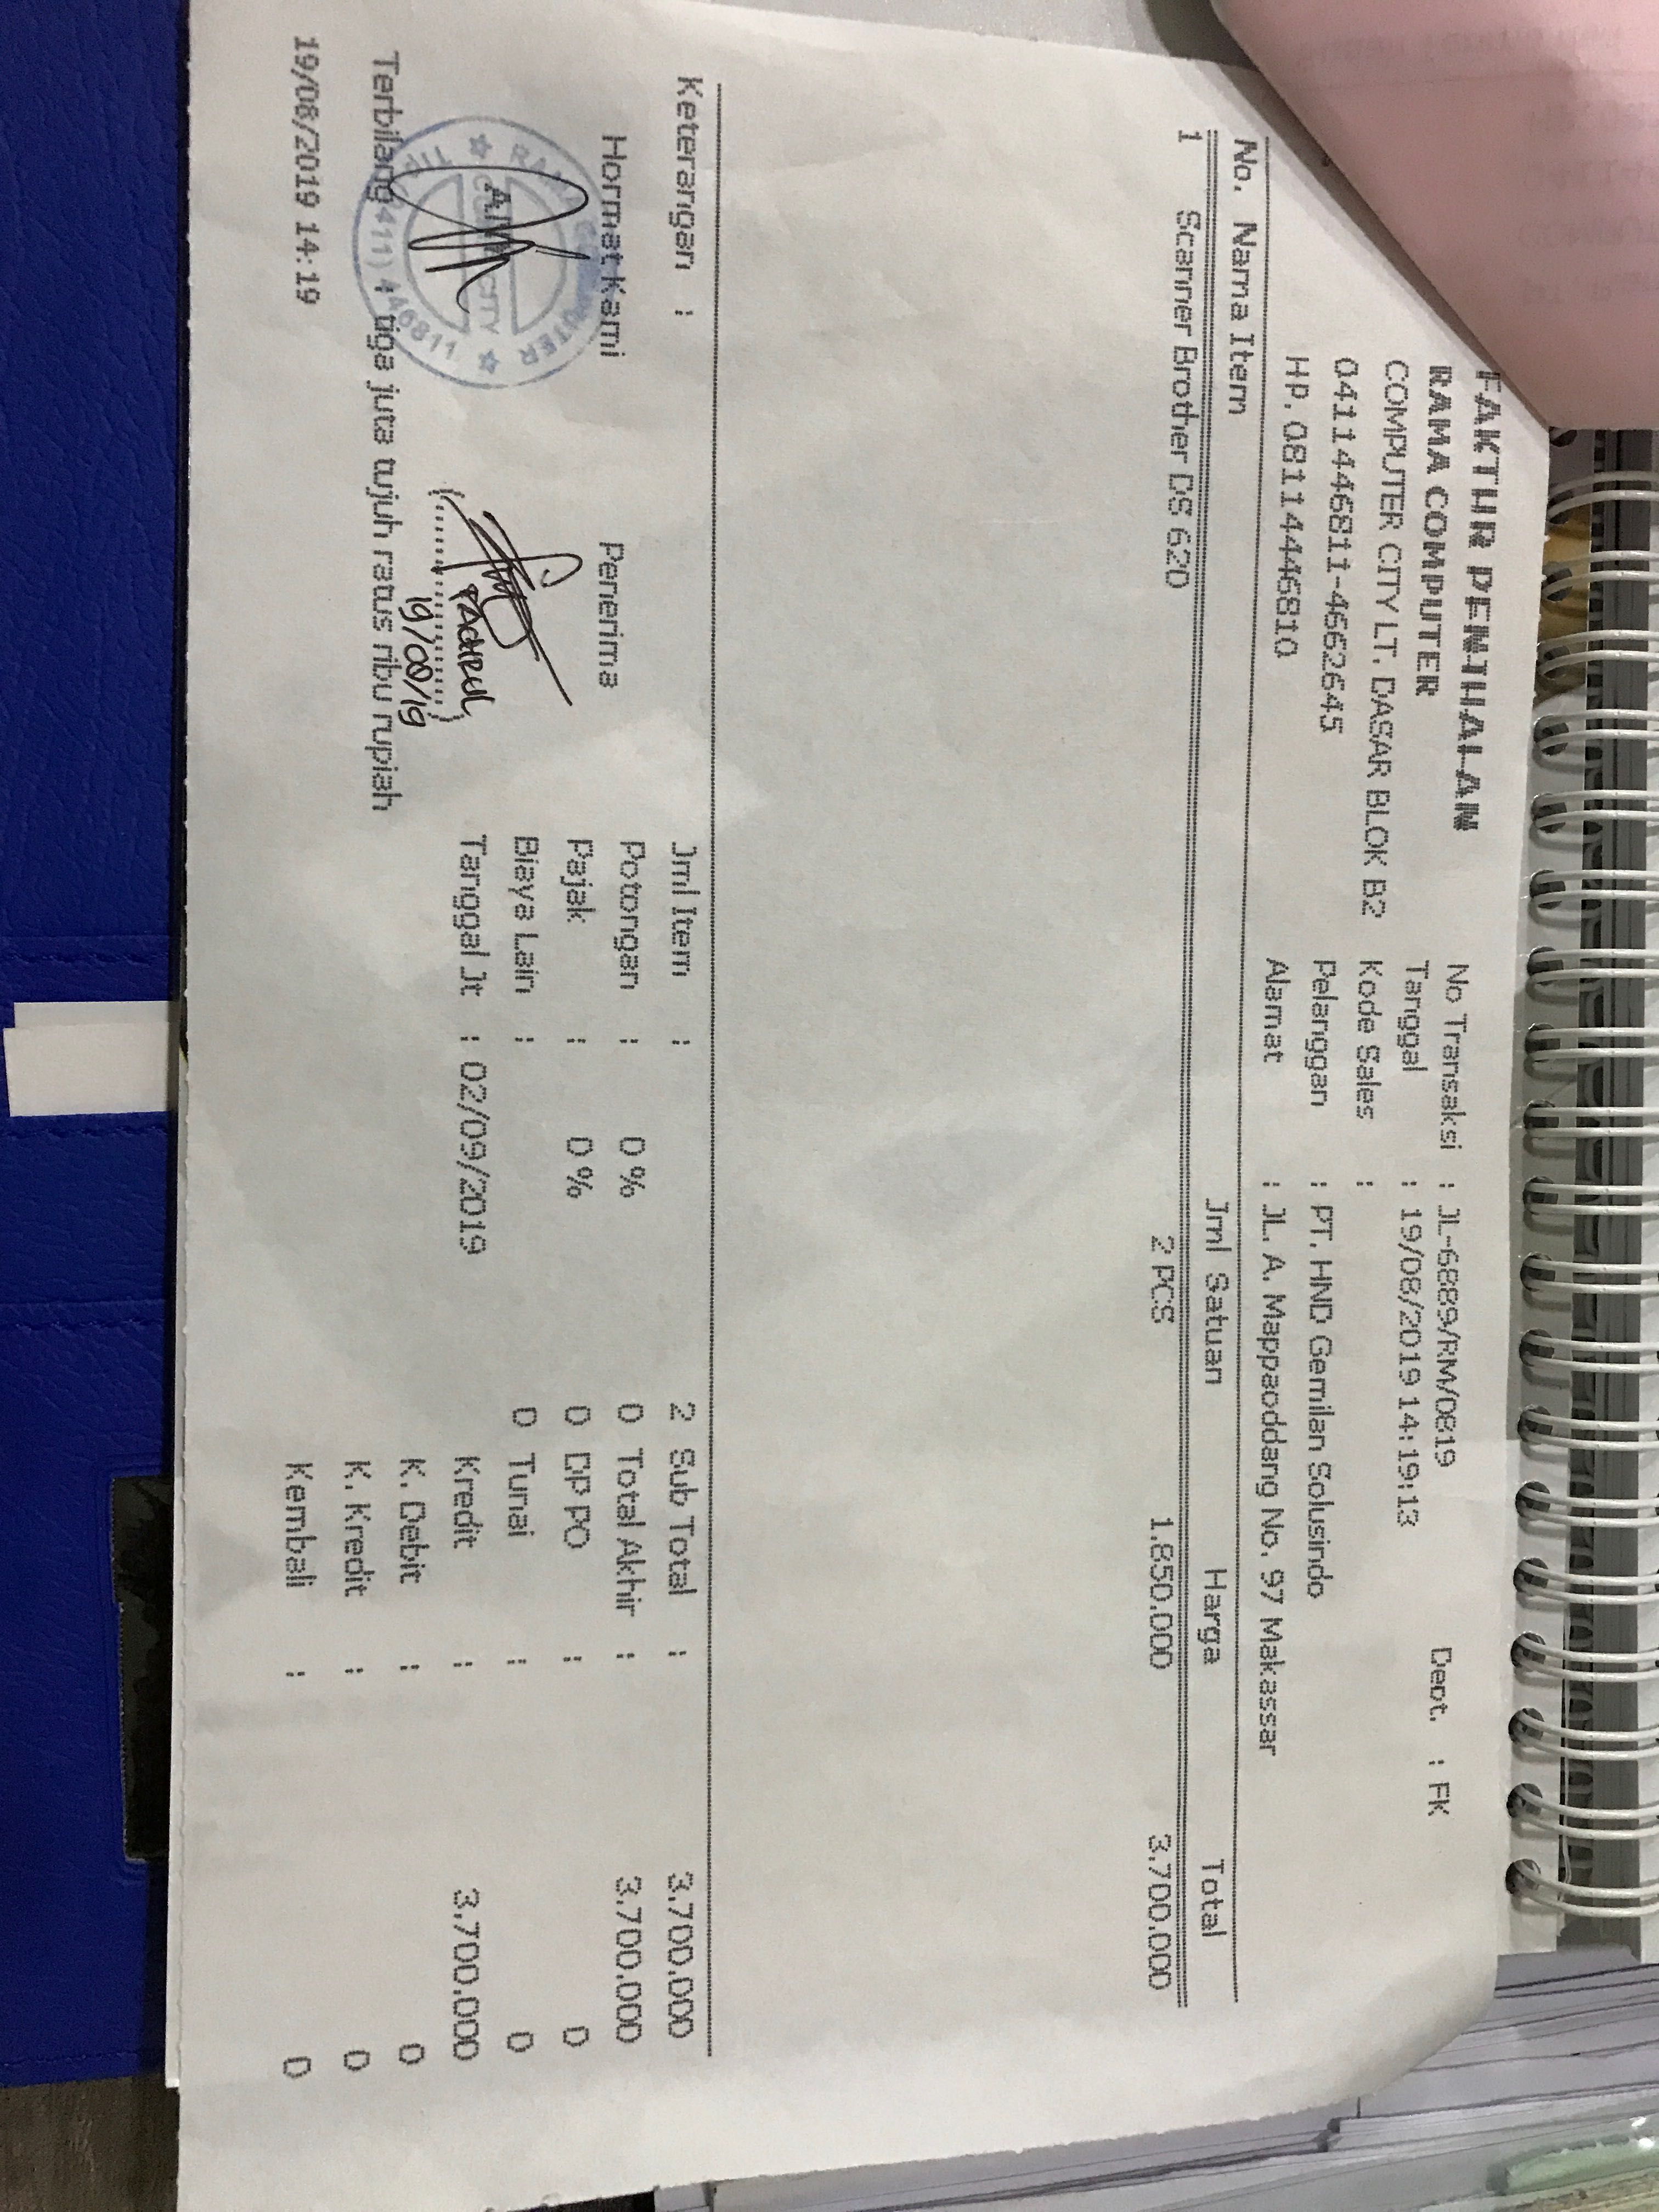 FAKTUR PENJUALAN
RAMA COMPUTER
COMPUTER CITY LT. DASAR BLOK B2
04114446811-4662645
HP. 08114446810
No Transaksi : JL-6889/RM/0819
Dept. : FK
Tanggal : 19/08/2019 14:19:13
Kode Sales :
Pelanggan : PT. HND Gemilan Solusindo
Alamat : JL. A. Mappaoddang No. 97 Makassar
No. Nama Item Jml Satuan Harga Total
1 Scanner Brother DS 620 2 PCS 1.850.000 3.700.000
Keterangan : Jml Item : 2 Sub Total : 3.700.000
Hormat Kami Penerima Potongan : 0 % 0 Total Akhir : 3.700.000
Pajak : 0 % 0 DP PO : 0
Biaya Lain : 0 Tunai : 0
Tanggal Jt : 02/09/2019 Kredit : 3.700.000
FACHRUL
19/08/19
K. Debit : 0
Terbilang : tiga juta tujuh ratus ribu rupiah K. Kredit : 0
19/08/2019 14:19 Kembali : 0
RAMA COMPUTER
CITY